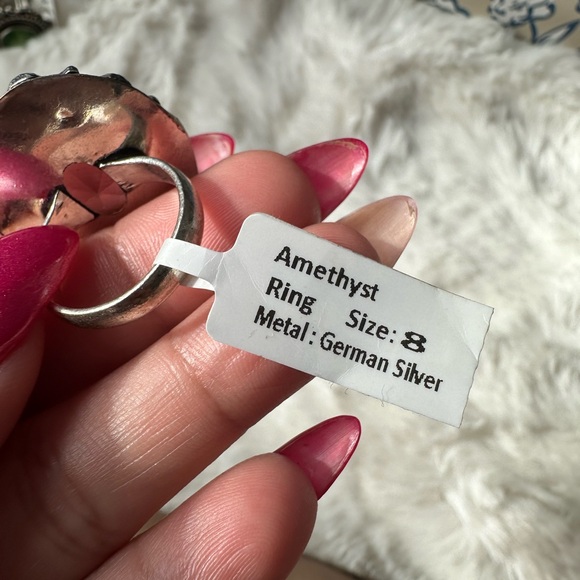 Amethyst
Ring Size: 8
Metal: German Silver